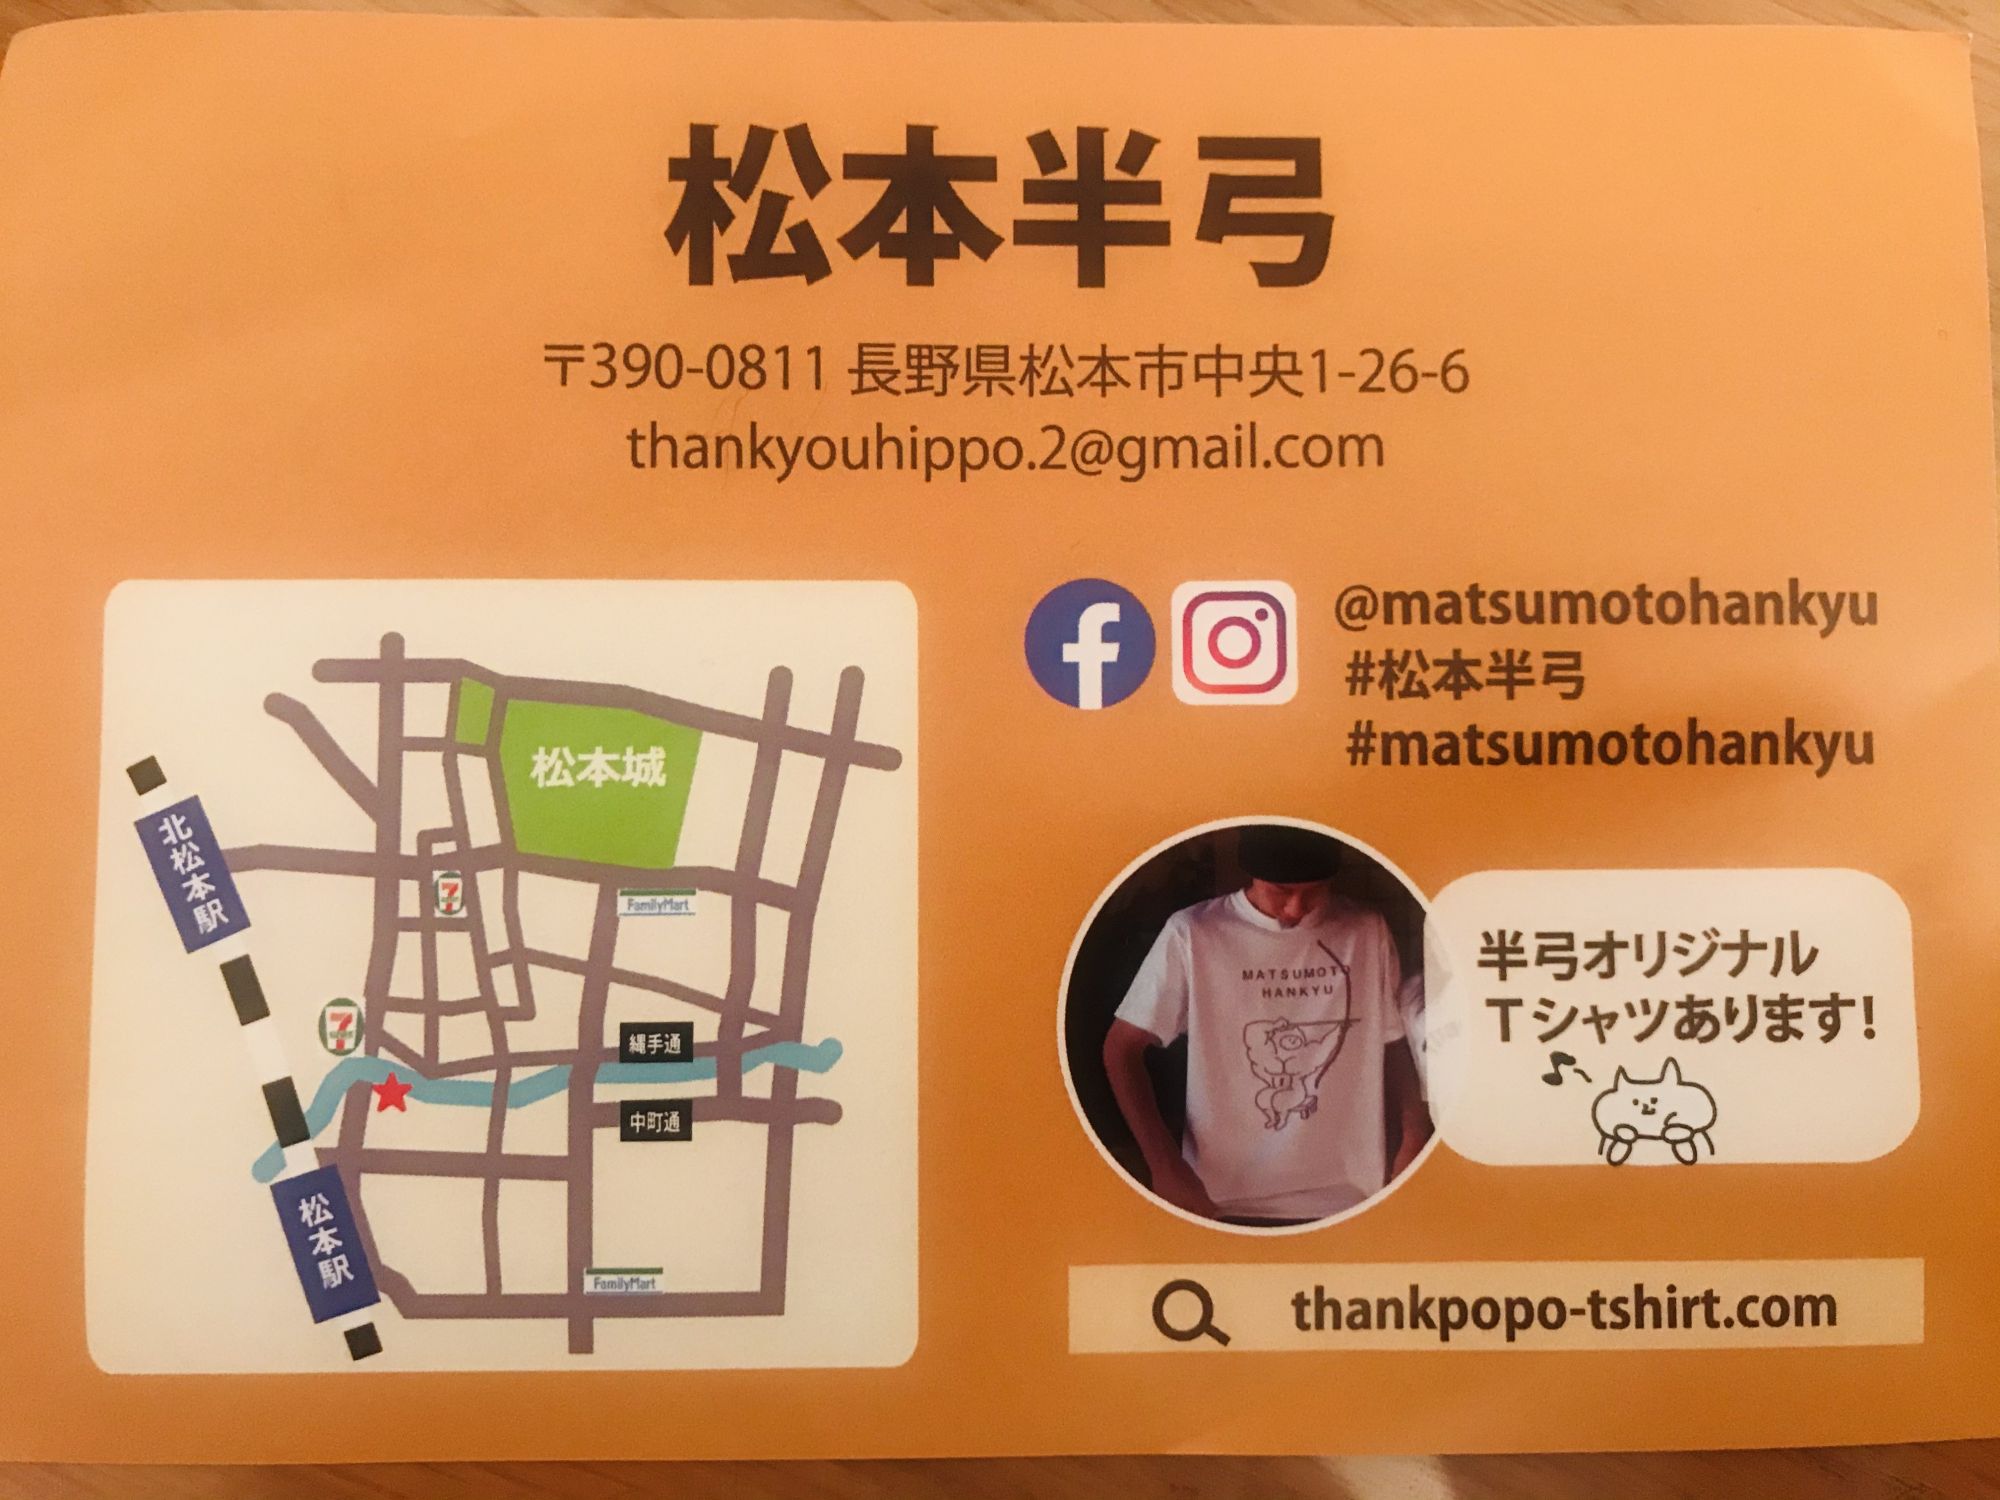 松本半弓
〒390-0811 長野県松本市中央1-26-6
thankyouhippo.2@gmail.com
@matsumotohankyu
#松本半弓
#matsumotohankyu
松本城
北松本駅
FamilyMart
縄手通
中町通
松本駅
FamilyMart
MATSUMOTO
HANKYU
半弓オリジナル
Tシャツあります!
thankpopo-tshirt.com